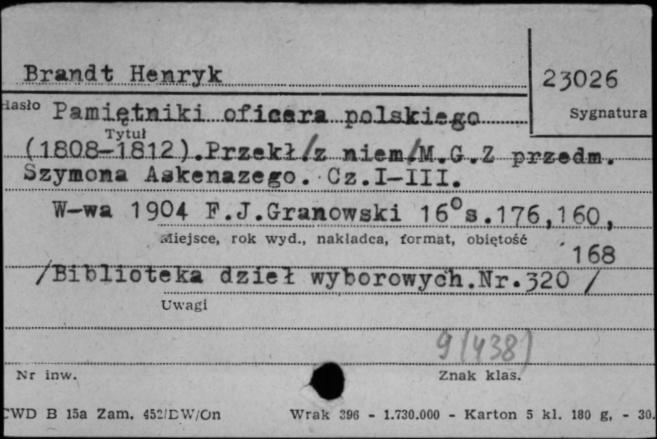 Brandt Henryk
23026
Hasło
Pamiętniki oficera polskiego
Sygnatura
Tytuł
(1808-1812).Przekł/z niem/M.G.Z przedm.
Szymona Askenazego. Cz.I-III.
W-wa 1904 F.J.Granowski 16°s.176,160,
Miejsce, rok wyd., nakładca, format, objętość
168
/Biblioteka dzieł wyborowych.Nr.320 /
Uwagi
9(438)
Nr inw.
Znak klas.
CWD B 15a Zam. 452/DW/On
Wrak 396 - 1.730.000 - Karton 5 kl. 180 g. - 30.